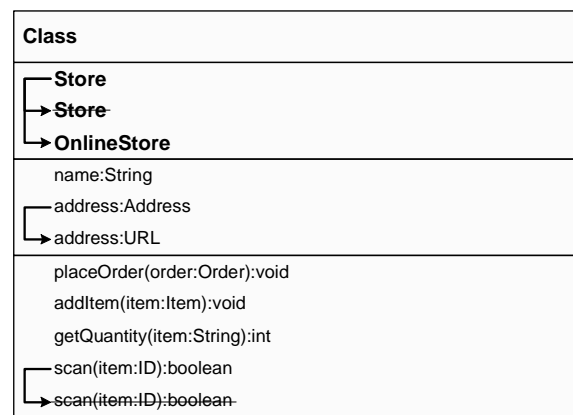 Class
Store
Store
OnlineStore
name:String
address:Address
address:URL
placeOrder(order:Order):void
addItem(item:Item):void
getQuantity(item:String):int
scan(item:ID):boolean
scan(item:ID):boolean